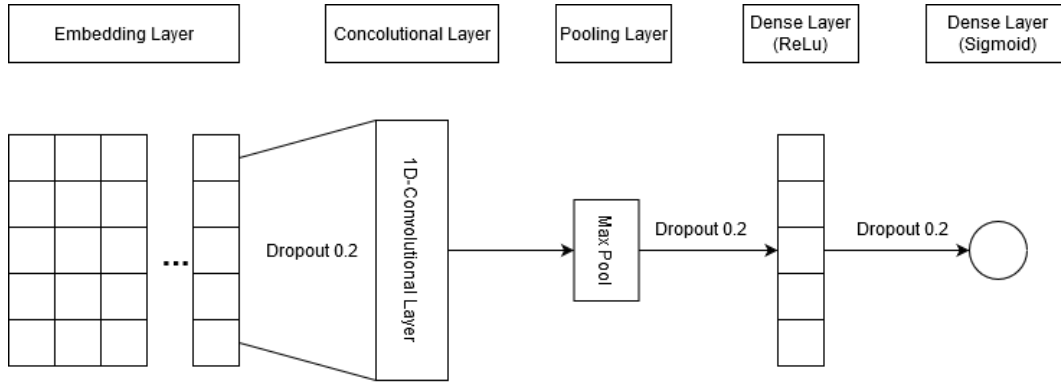 Embedding Layer
Concolutional Layer
Pooling Layer
Dense Layer
(ReLu)
Dense Layer
(Sigmoid)
...
Dropout 0.2
1D-Convolutional Layer
Max Pool
Dropout 0.2
Dropout 0.2